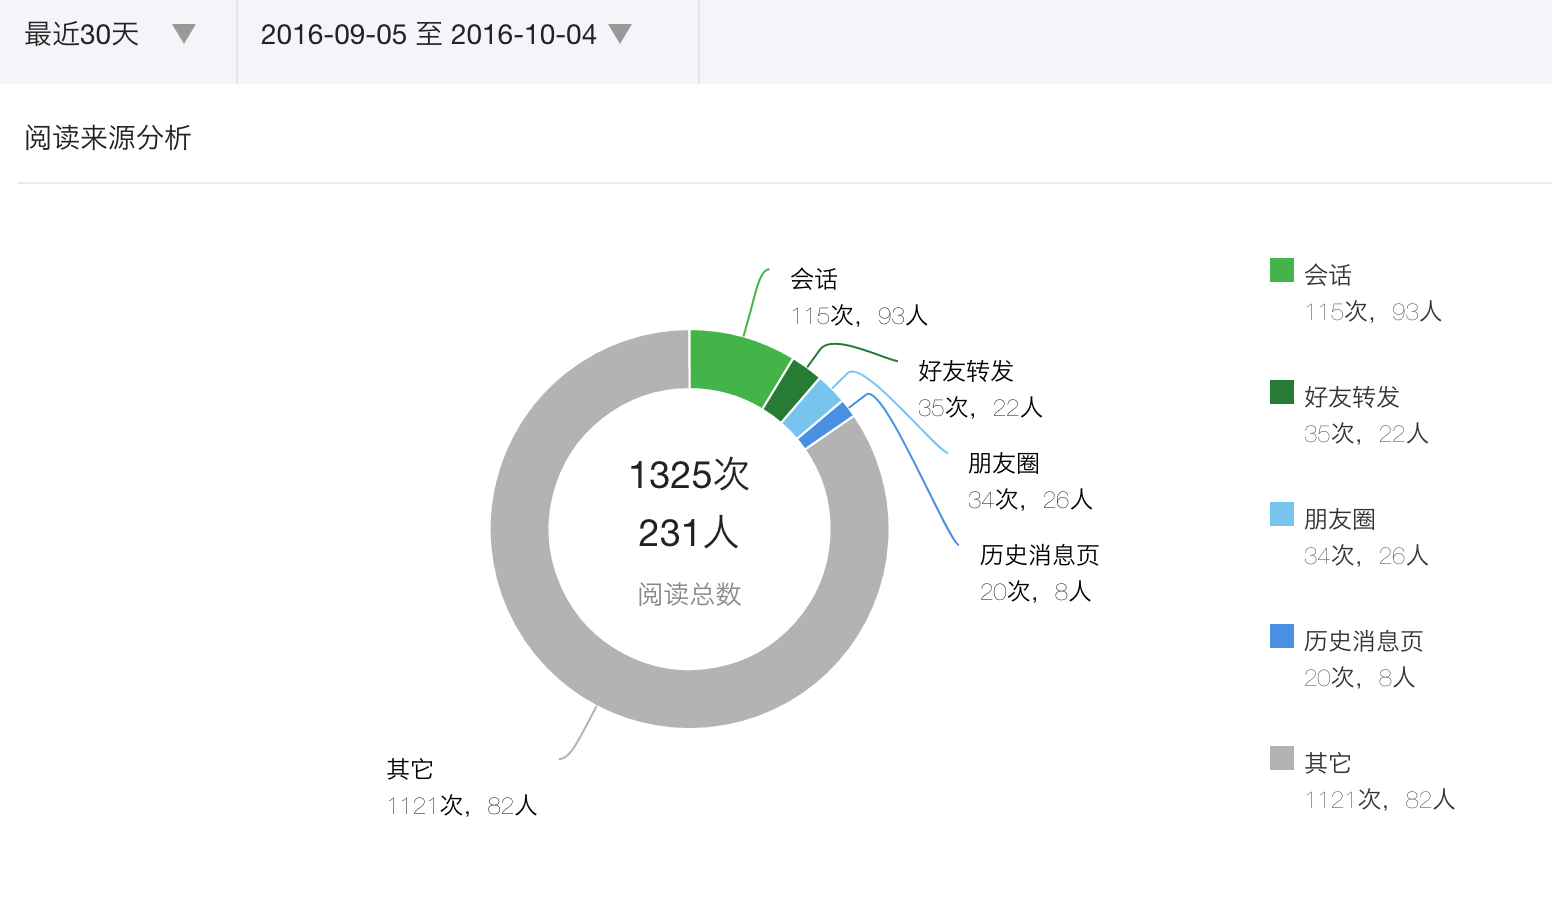 最近30天
2016-09-05 至 2016-10-04
阅读来源分析
会话
115次，93人
好友转发
35次，22人
朋友圈
34次，26人
历史消息页
20次，8人
其它
1121次，82人
1325次
231人
阅读总数
会话
115次，93人
好友转发
35次，22人
朋友圈
34次，26人
历史消息页
20次，8人
其它
1121次，82人